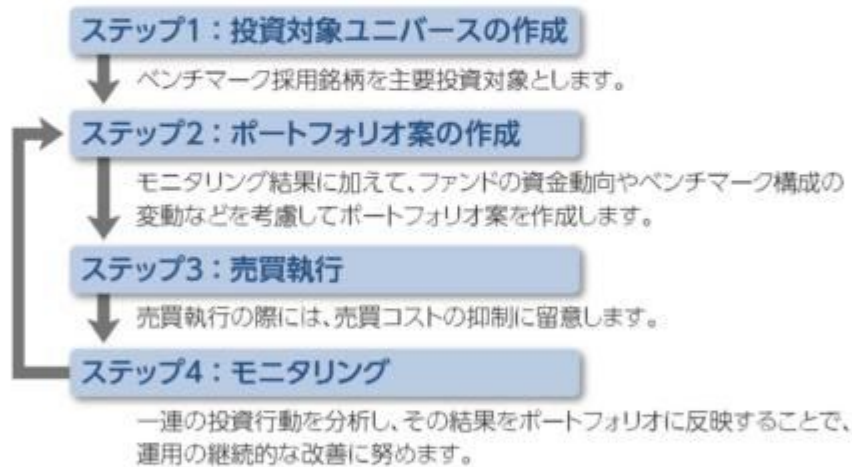 ステップ1：投資対象ユニバースの作成
ベンチマーク採用銘柄を主要投資対象とします。
ステップ2：ポートフォリオ案の作成
モニタリング結果に加えて、ファンドの資金動向やベンチマーク構成の
変動などを考慮してポートフォリオ案を作成します。
ステップ3：売買執行
売買執行の際には、売買コストの抑制に留意します。
ステップ4：モニタリング
一連の投資行動を分析し、その結果をポートフォリオに反映することで、
運用の継続的な改善に努めます。